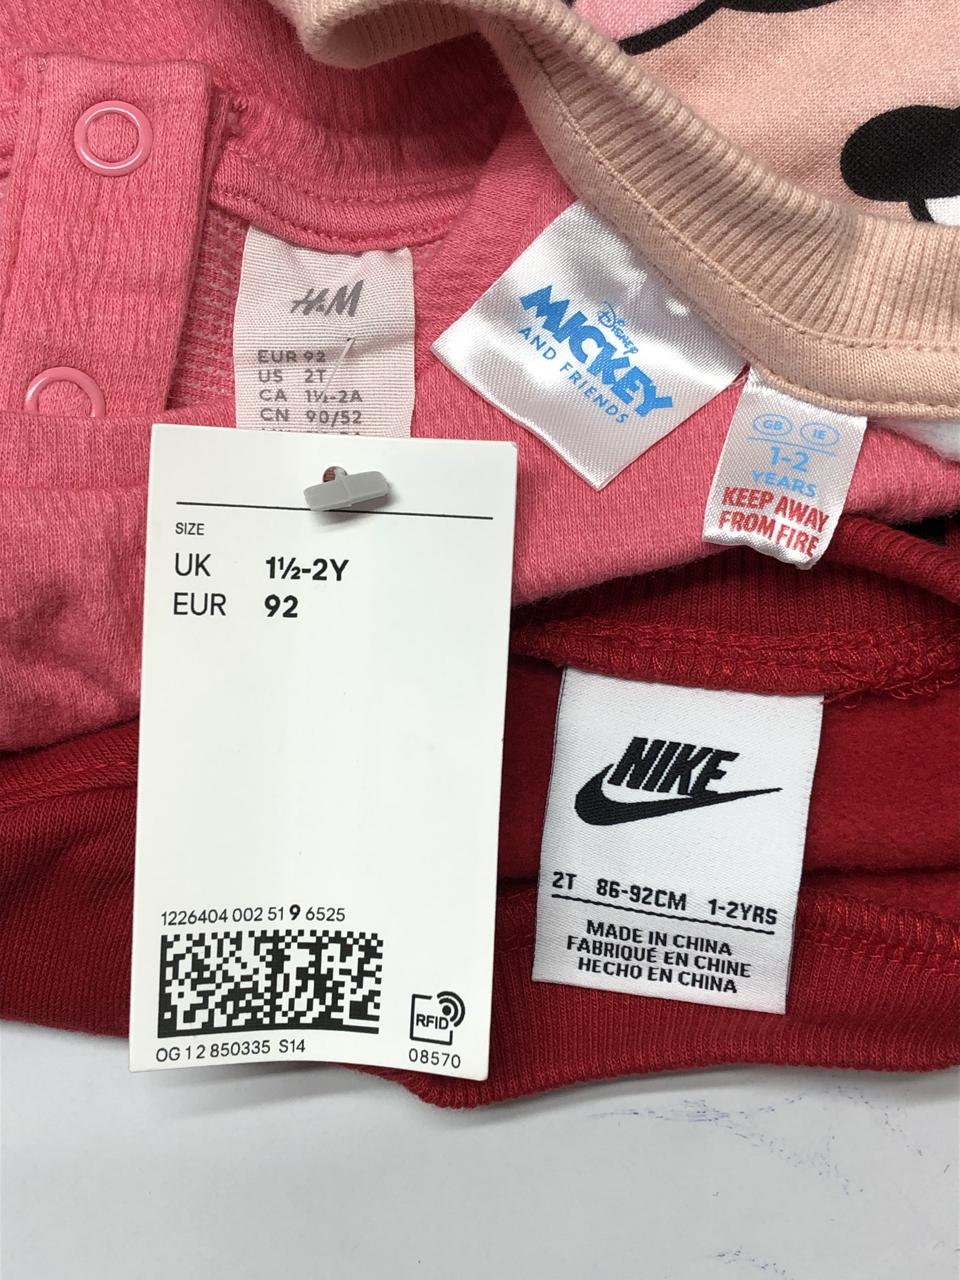 H&M
EUR 92
US 2T
CA 1½-2A
CN 90/52
Disney
MICKEY
AND FRIENDS
GB IE
1-2
YEARS
KEEP AWAY
FROM FIRE
SIZE
UK 1½-2Y
EUR 92
1226404 002 51 9 6525
RFID
OG 1 2 850335 S14
08570
NIKE
2T 86-92CM 1-2YRS
MADE IN CHINA
FABRIQUÉ EN CHINE
HECHO EN CHINA